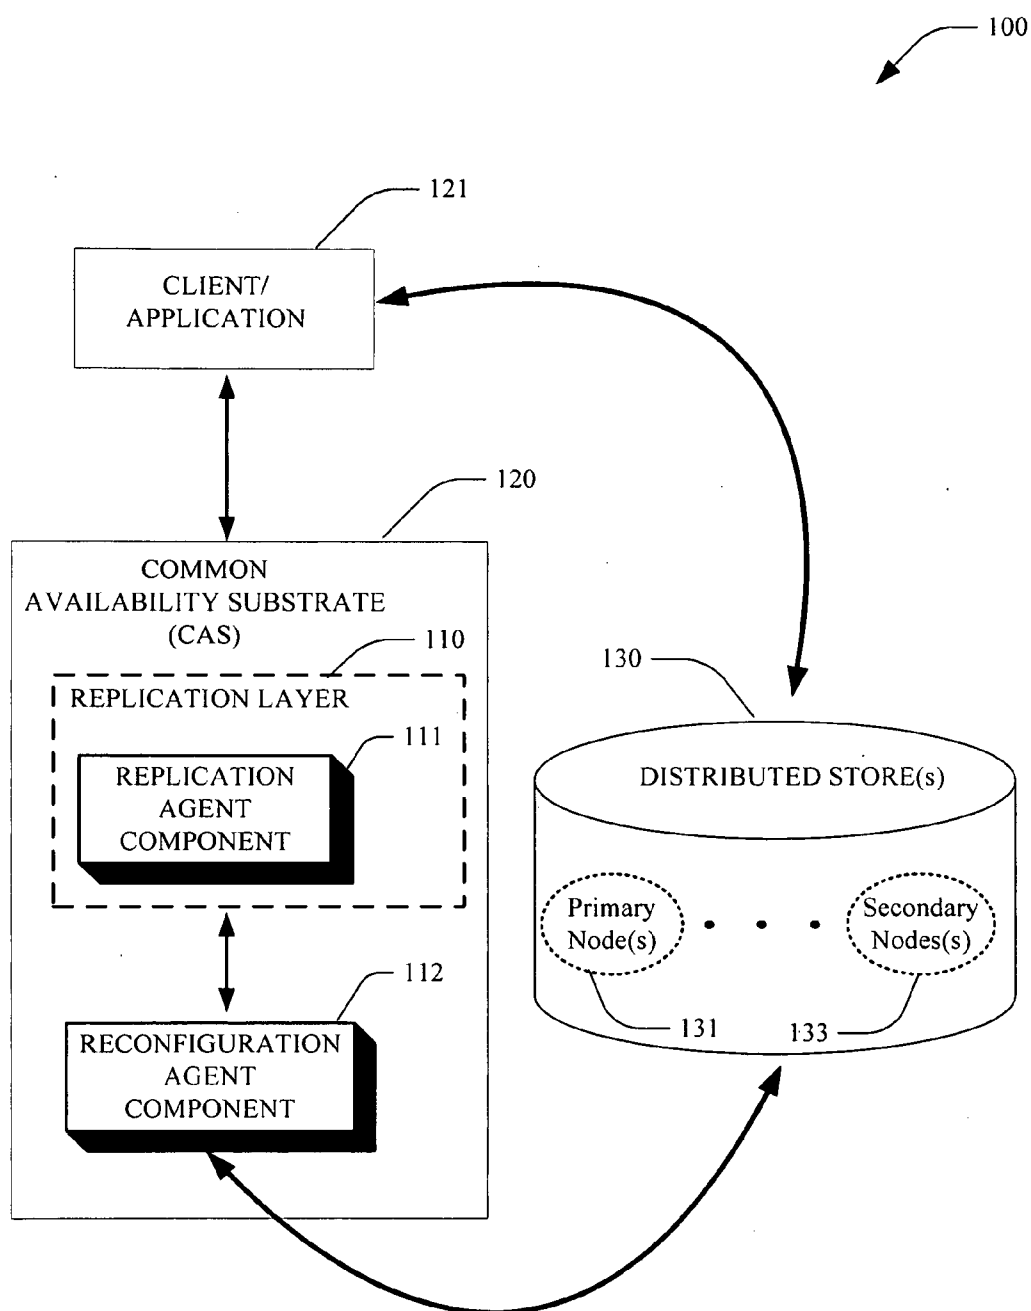 100
121
CLIENT/
APPLICATION
120
COMMON
AVAILABILITY SUBSTRATE
(CAS)
110
REPLICATION LAYER
111
REPLICATION
AGENT
COMPONENT
112
RECONFIGURATION
AGENT
COMPONENT
130
DISTRIBUTED STORE(s)
Primary
Node(s)
Secondary
Nodes(s)
131
133